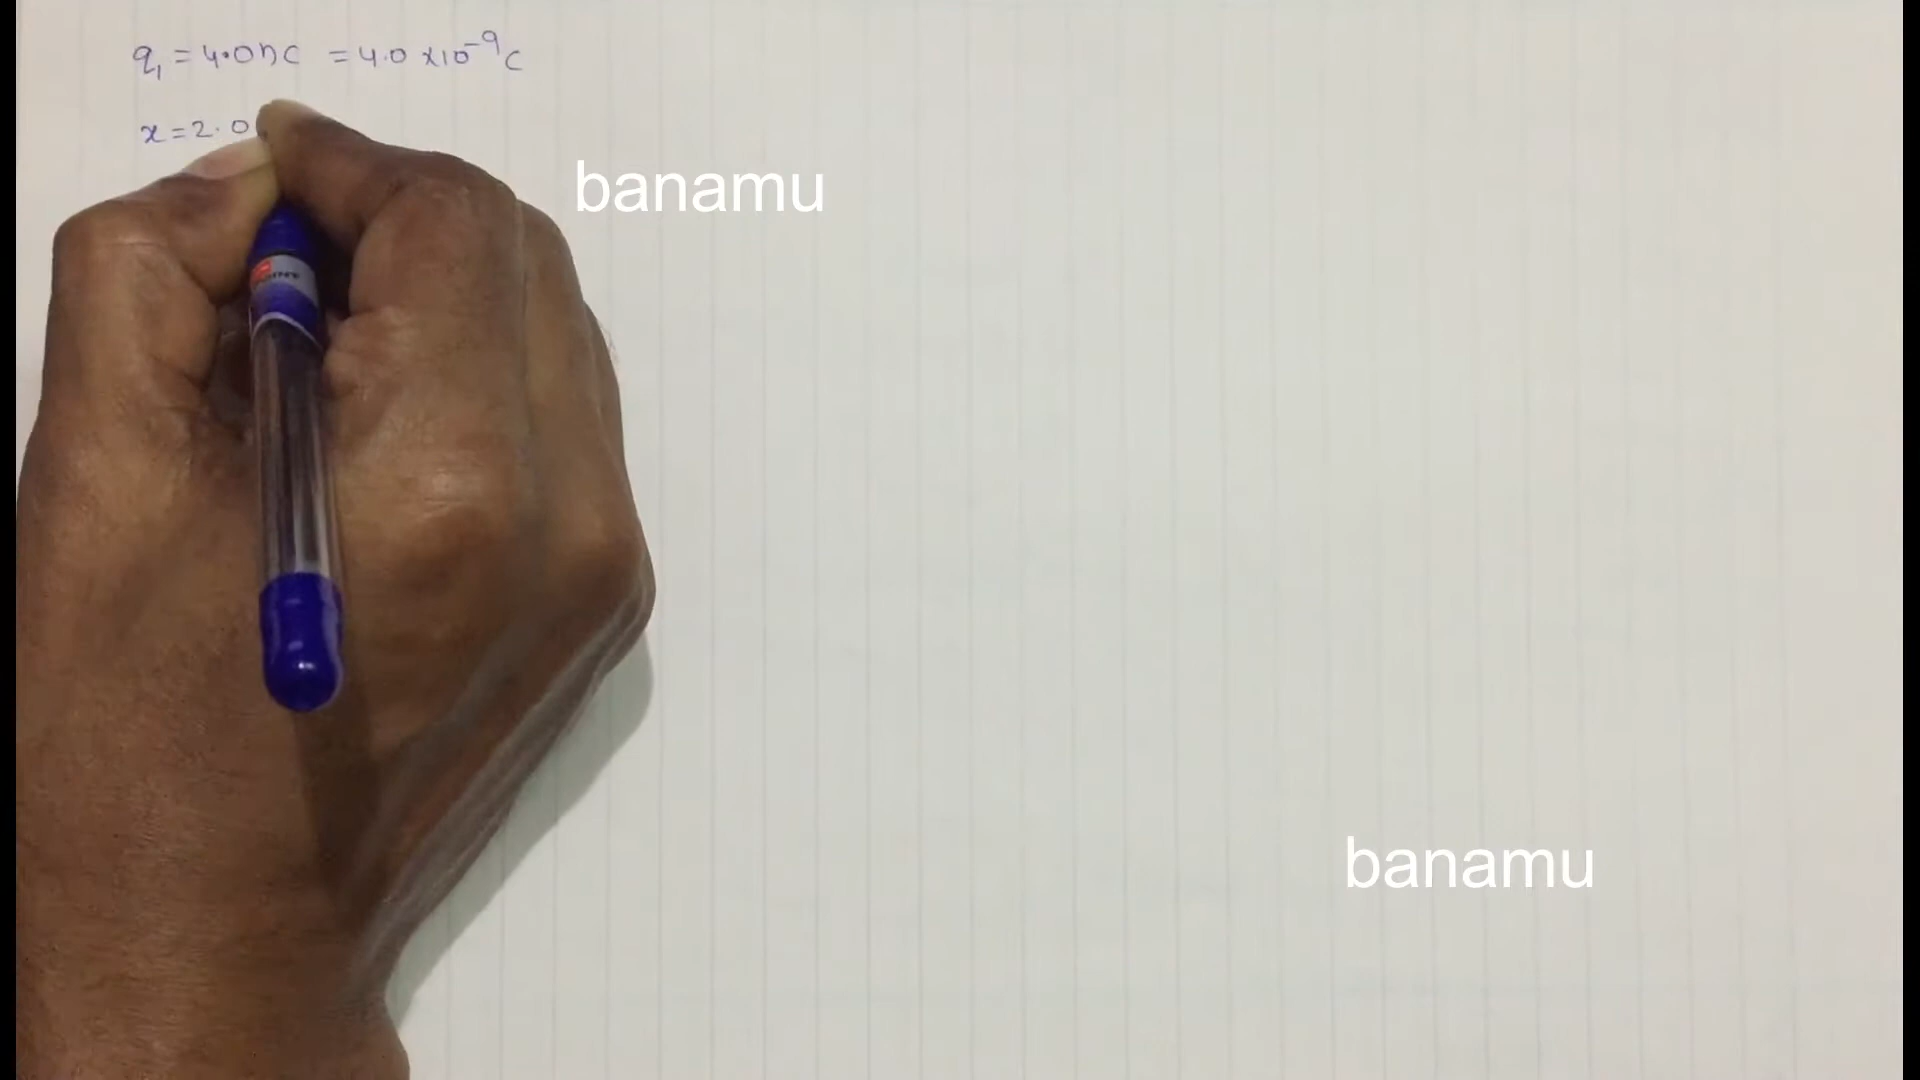 q₁ = 4.0nC = 4.0 x10⁻⁹C
x = 2.0
banamu
banamu